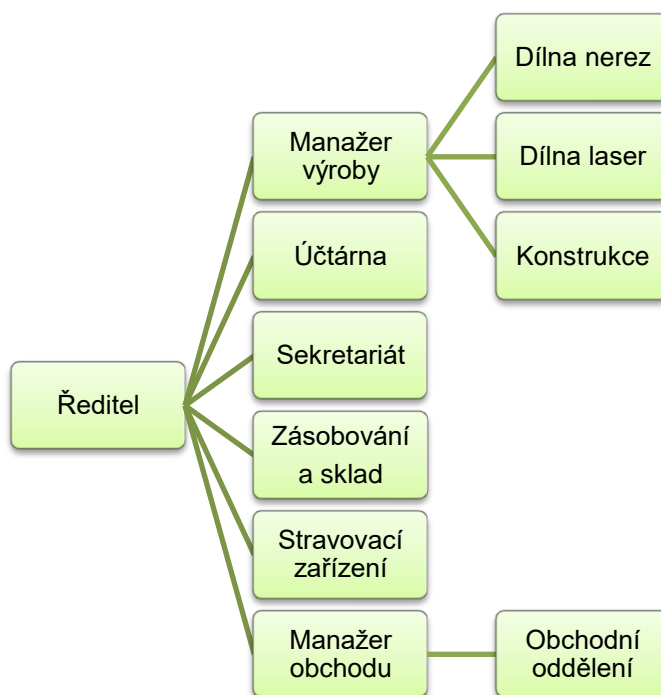 Dílna nerez
Manažer
výroby
Dílna laser
Účtárna
Konstrukce
Sekretariát
Ředitel
Zásobování
a sklad
Stravovací
zařízení
Manažer
obchodu
Obchodní
oddělení